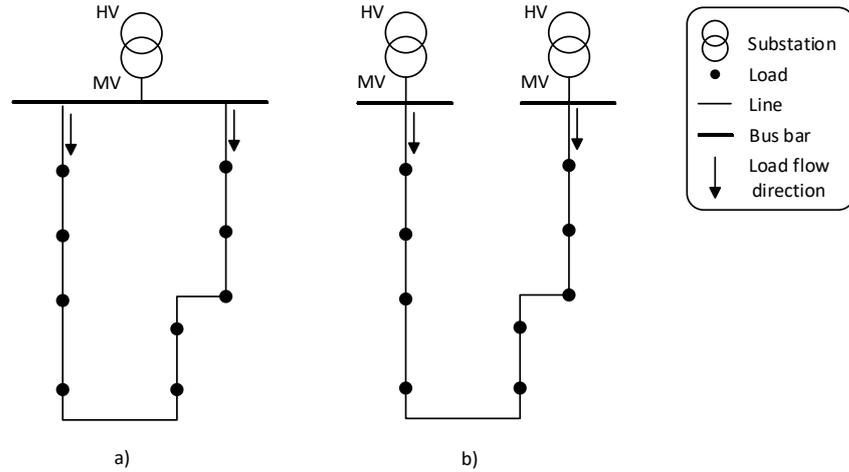 HV
MV
a)
HV
MV
HV
MV
b)
Substation
Load
Line
Bus bar
Load flow
direction